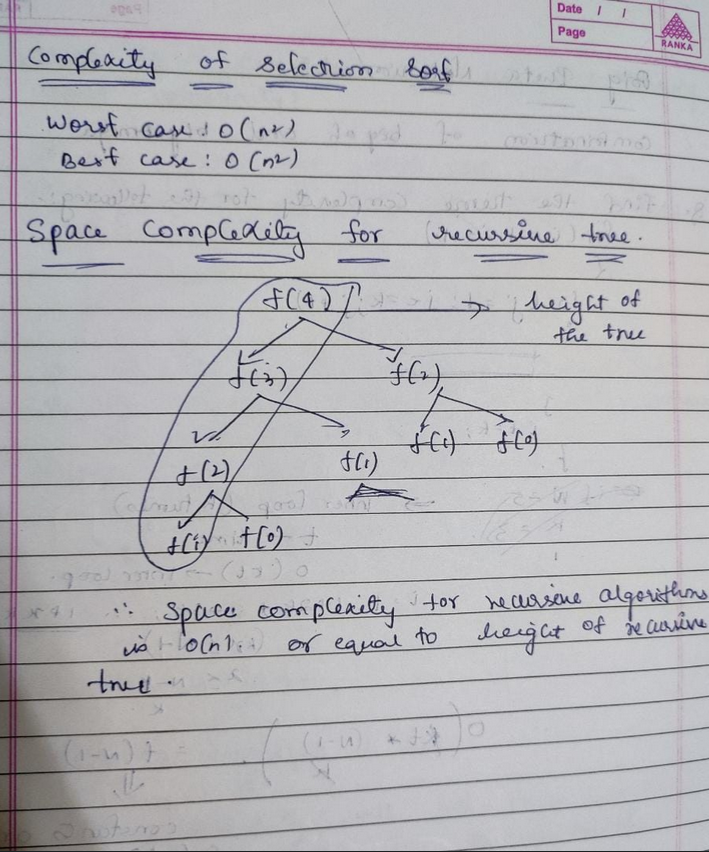 Date / /
Page
RANKA
Complexity of selection sort
Worst case: O(n²)
Best case: O(n²)
Space complexity for recursive tree.
f(4) → height of
the tree
f(3) f(2)
f(2) f(1) f(1) f(0)
f(1) f(0)
∴ Space complexity for recursive algorithms
is O(n) or equal to height of recursive
tree.